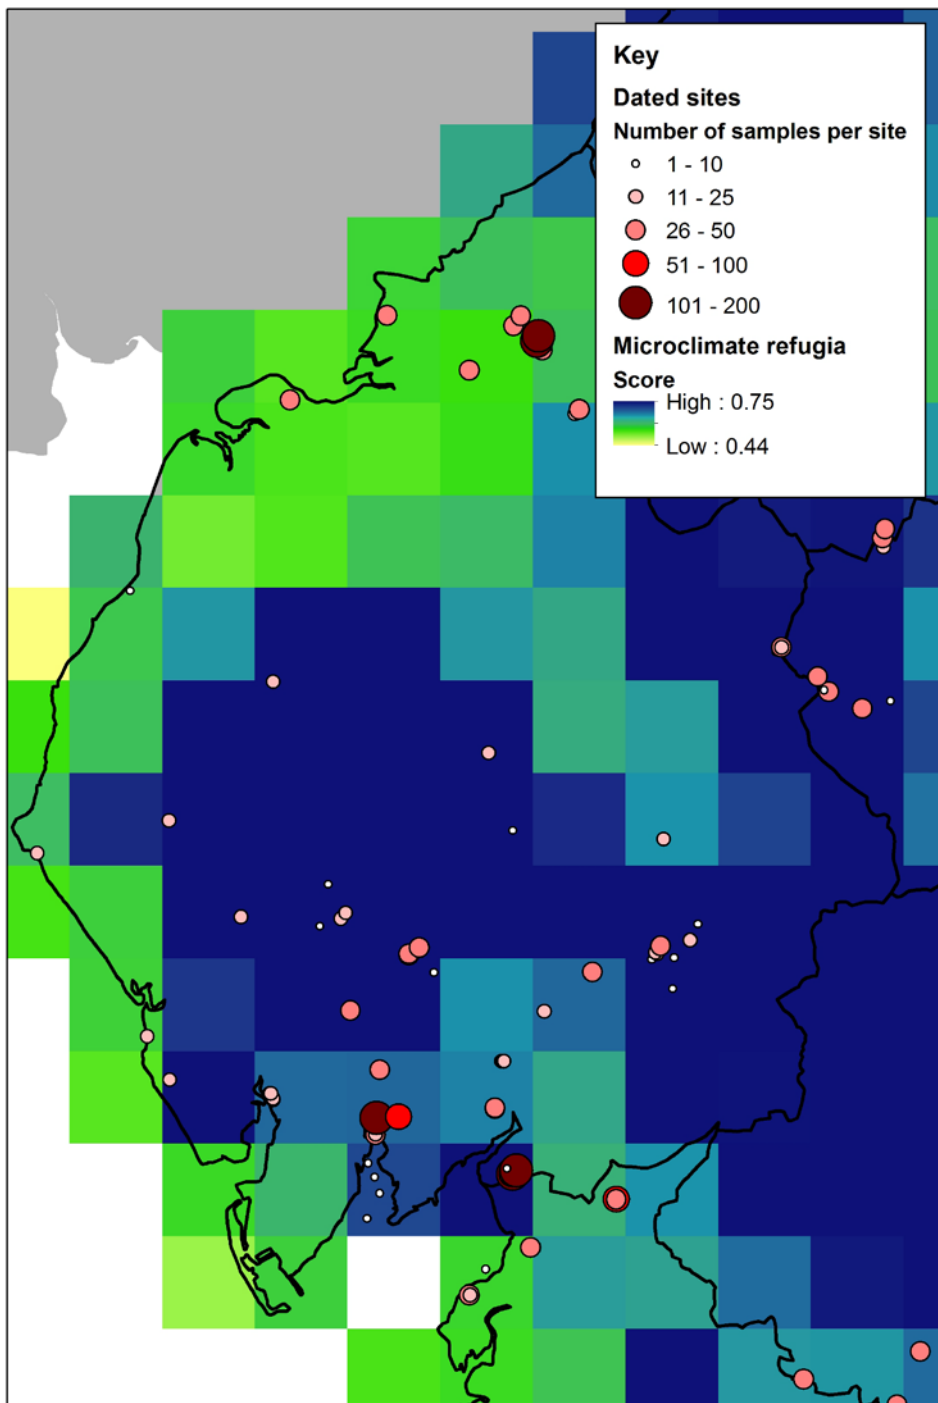 Key
Dated sites
Number of samples per site
1 - 10
11 - 25
26 - 50
51 - 100
101 - 200
Microclimate refugia
Score
High : 0.75
Low : 0.44